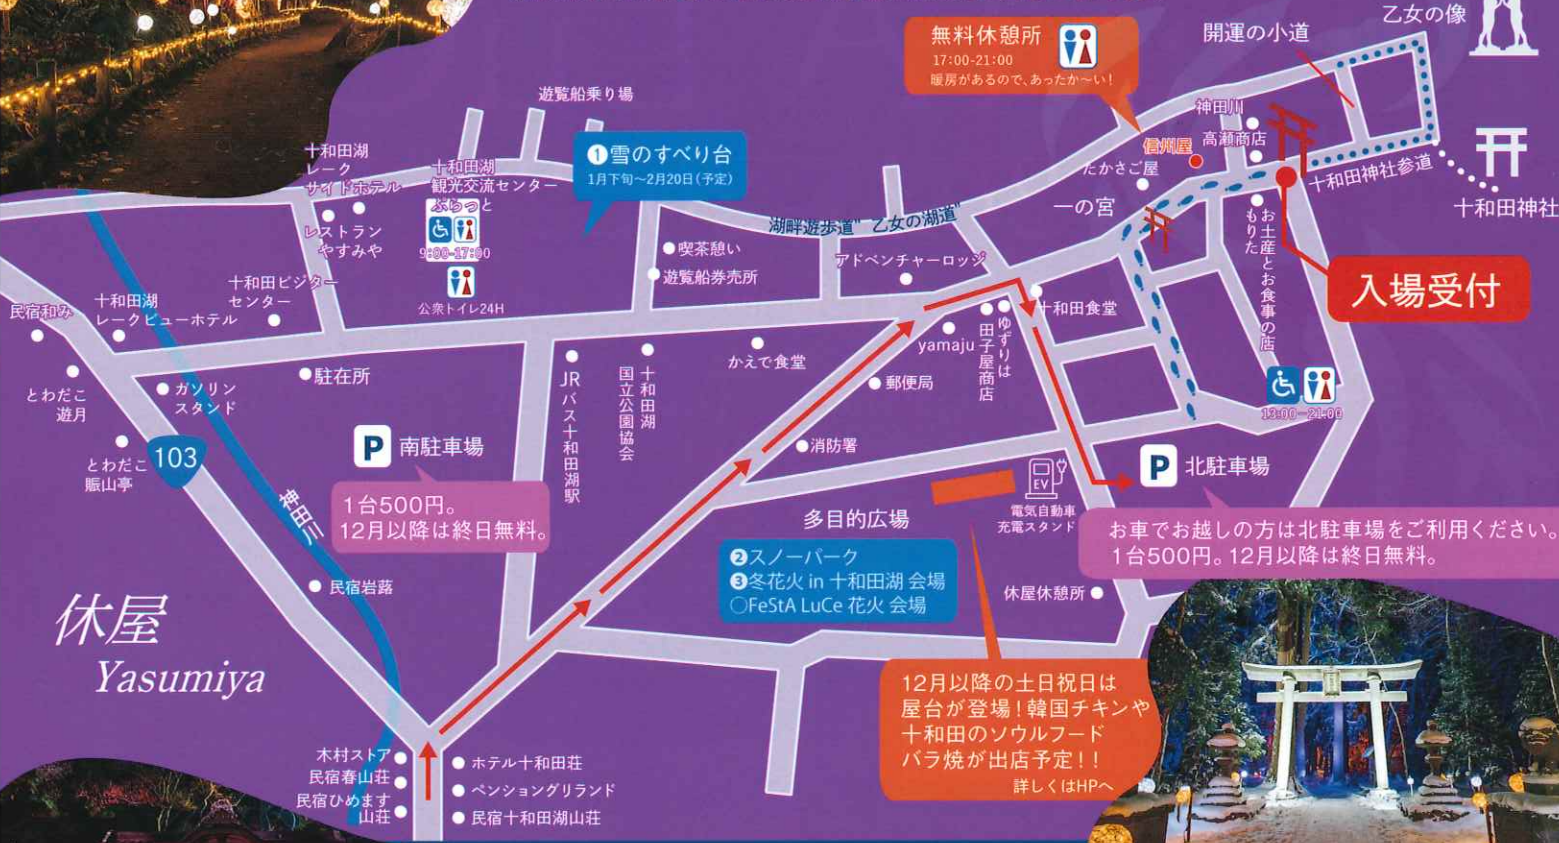 乙女の像
開運の小道
無料休憩所
17:00-21:00
暖房があるので、あったか〜い！
神田川
高瀬商店
信州屋
たかさご屋
十和田神社参道
十和田神社
一の宮
お土産とお食事の店
もりた
入場受付
遊覧船乗り場
①雪のすべり台
1月下旬〜2月20日(予定)
十和田湖
レーク
サイドホテル
十和田湖
観光交流センター
ぷらっと
9:00-17:00
公衆トイレ24H
レストラン
やすみや
湖畔遊歩道"乙女の湖道"
喫茶憩い
遊覧船券売所
アドベンチャーロッジ
十和田ビジター
センター
十和田湖
レークビューホテル
民宿和み
とわだこ
遊月
とわだこ
賑山亭
ガソリン
スタンド
駐在所
103
神田川
P 南駐車場
1台500円。
12月以降は終日無料。
JRバス十和田湖駅
十和田湖
国立公園協会
かえで食堂
yamaju
郵便局
消防署
ゆずりは
田子屋商店
十和田食堂
13:00-21:00
P 北駐車場
お車でお越しの方は北駐車場をご利用ください。
1台500円。12月以降は終日無料。
EV
電気自動車
充電スタンド
多目的広場
②スノーパーク
③冬花火 in 十和田湖 会場
○FeStA LuCe 花火 会場
休屋休憩所
12月以降の土日祝日は
屋台が登場！韓国チキンや
十和田のソウルフード
バラ焼が出店予定！！
詳しくはHPへ
民宿岩蕗
休屋
Yasumiya
木村ストア
民宿春山荘
民宿ひめます
山荘
ホテル十和田荘
ペンショングリランド
民宿十和田湖山荘